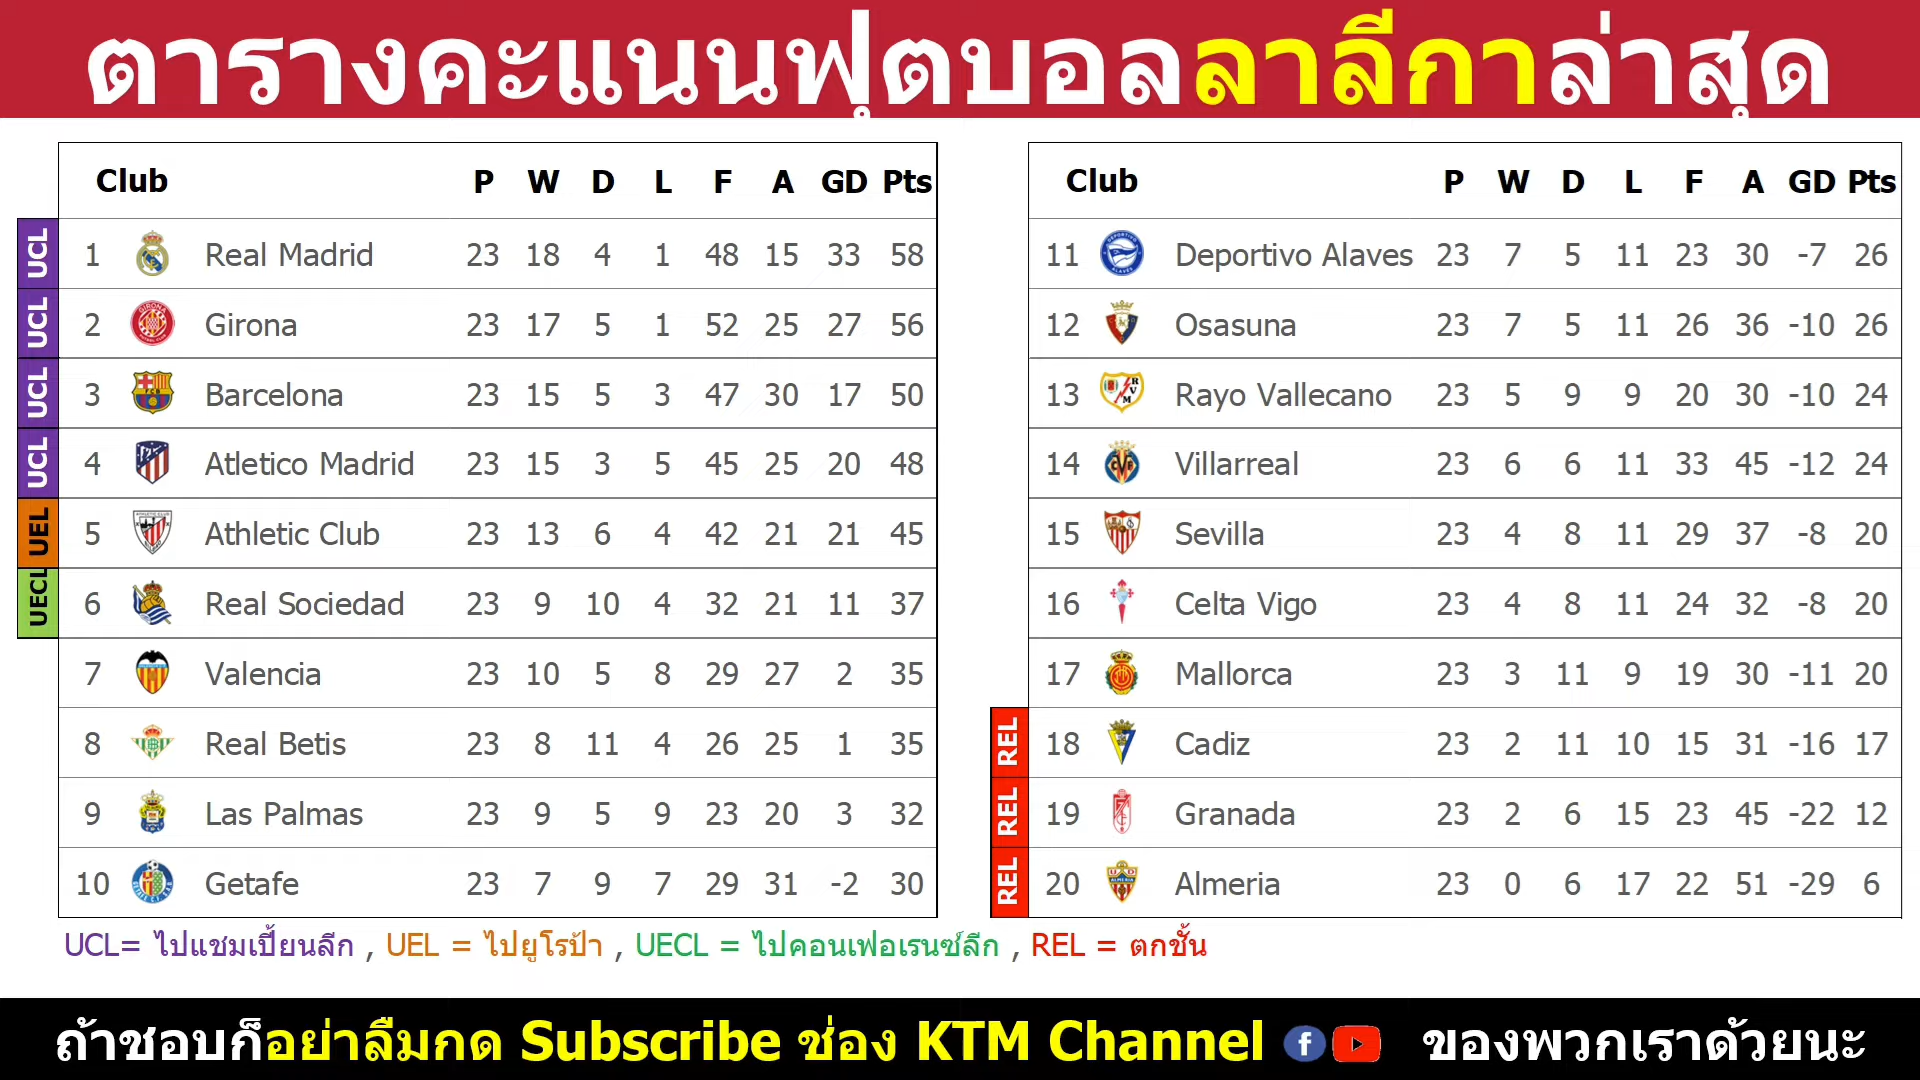 ตารางคะแนนฟุตบอลลาลีกาล่าสุด
Club P W D L F A GD Pts
UCL 1 Real Madrid 23 18 4 1 48 15 33 58
UCL 2 Girona 23 17 5 1 52 25 27 56
UCL 3 Barcelona 23 15 5 3 47 30 17 50
UCL 4 Atletico Madrid 23 15 3 5 45 25 20 48
UEL 5 Athletic Club 23 13 6 4 42 21 21 45
UECL 6 Real Sociedad 23 9 10 4 32 21 11 37
7 Valencia 23 10 5 8 29 27 2 35
8 Real Betis 23 8 11 4 26 25 1 35
9 Las Palmas 23 9 5 9 23 20 3 32
10 Getafe 23 7 9 7 29 31 -2 30
Club P W D L F A GD Pts
11 Deportivo Alaves 23 7 5 11 23 30 -7 26
12 Osasuna 23 7 5 11 26 36 -10 26
13 Rayo Vallecano 23 5 9 9 20 30 -10 24
14 Villarreal 23 6 6 11 33 45 -12 24
15 Sevilla 23 4 8 11 29 37 -8 20
16 Celta Vigo 23 4 8 11 24 32 -8 20
17 Mallorca 23 3 11 9 19 30 -11 20
REL 18 Cadiz 23 2 11 10 15 31 -16 17
REL 19 Granada 23 2 6 15 23 45 -22 12
REL 20 Almeria 23 0 6 17 22 51 -29 6
UCL= ไปแชมเปี้ยนลีก , UEL = ไปยูโรป้า , UECL = ไปคอนเฟอเรนซ์ลีก , REL = ตกชั้น
ถ้าชอบก็อย่าลืมกด Subscribe ช่อง KTM Channel ของพวกเราด้วยนะ